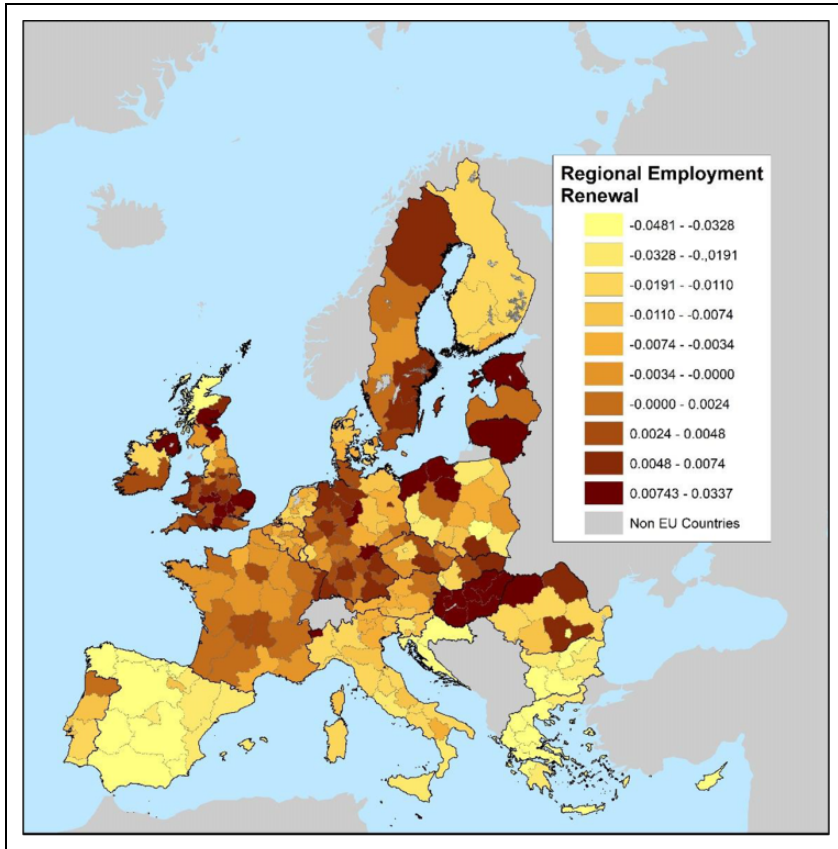 Regional Employment
Renewal
-0.0481 - -0.0328
-0.0328 - -0.,0191
-0.0191 - -0.0110
-0.0110 - -0.0074
-0.0074 - -0.0034
-0.0034 - -0.0000
-0.0000 - 0.0024
0.0024 - 0.0048
0.0048 - 0.0074
0.00743 - 0.0337
Non EU Countries